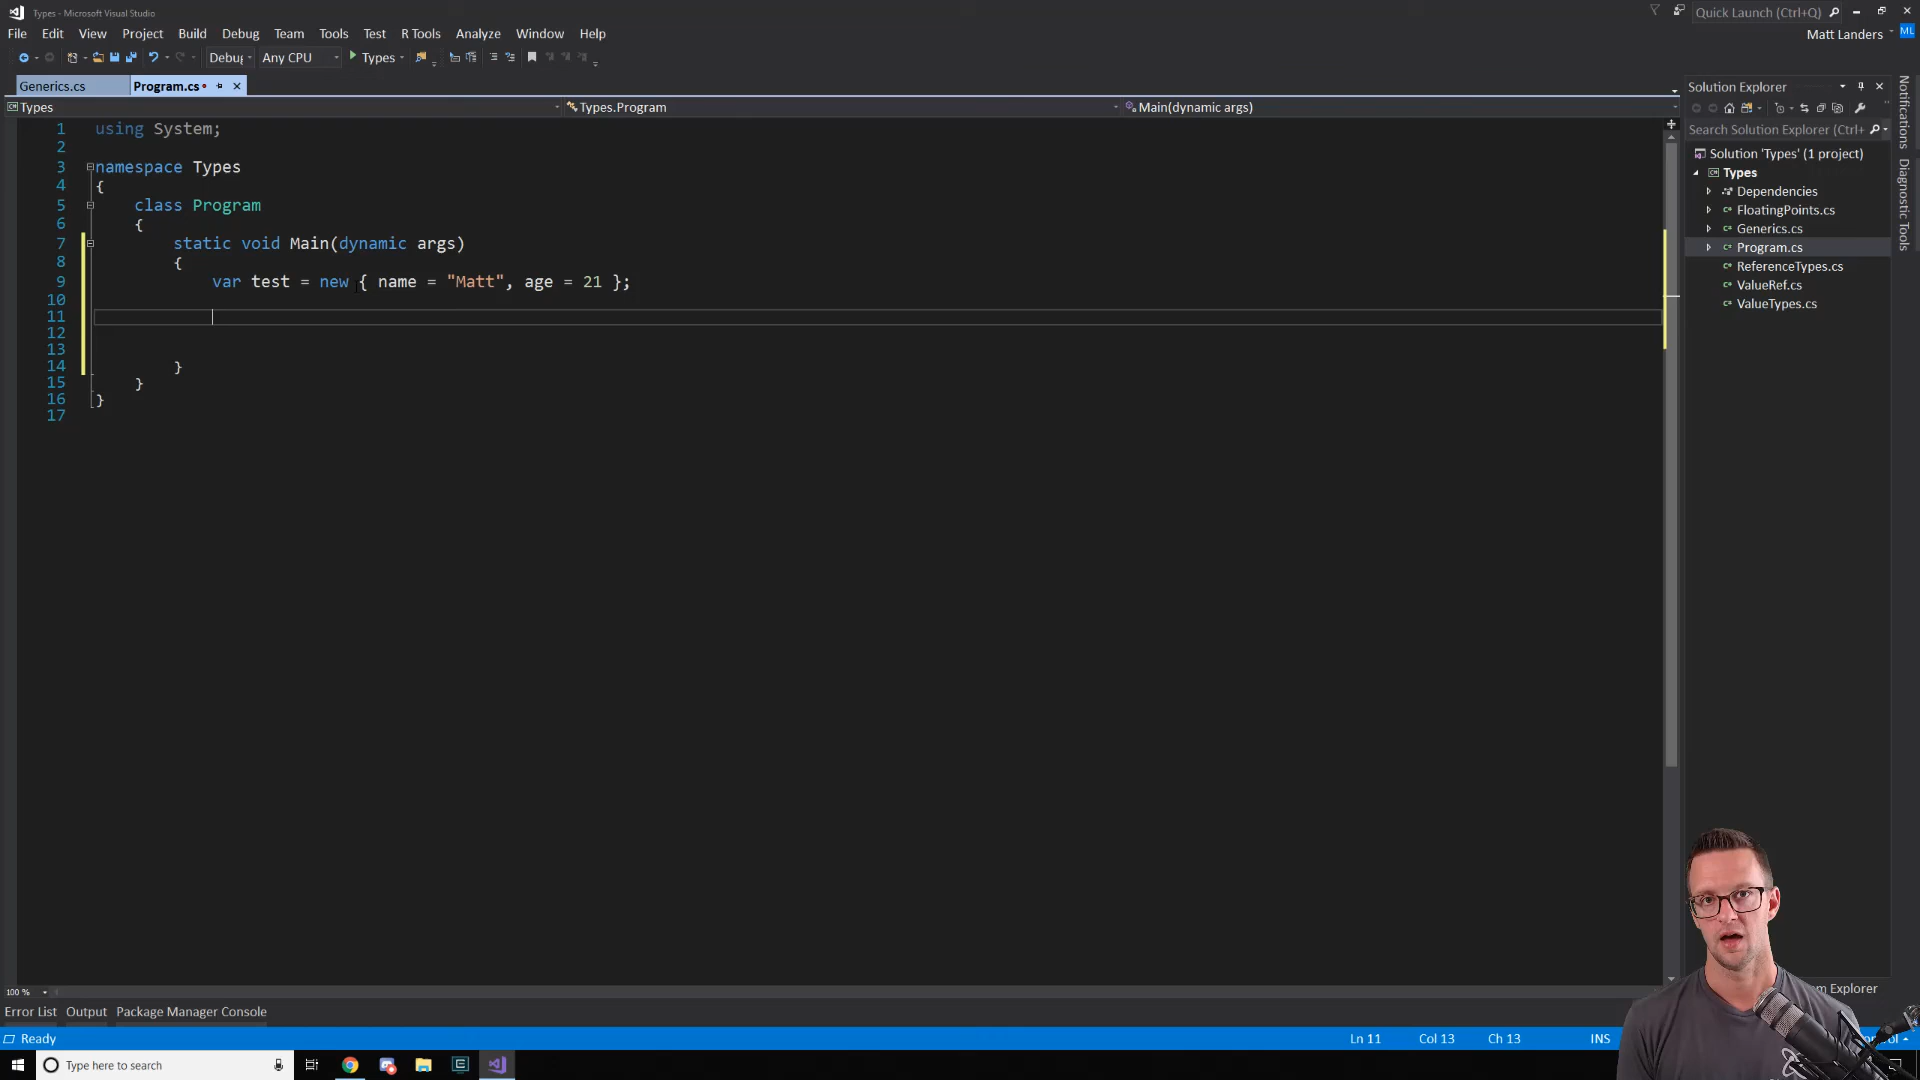 Types - Microsoft Visual Studio
Quick Launch (Ctrl+Q)
File Edit View Project Build Debug Team Tools Test R Tools Analyze Window Help
Matt Landers ML
Debug Any CPU Types
Generics.cs Program.cs
Types Types.Program Main(dynamic args)
1 using System;
2
3 namespace Types
4 {
5 class Program
6 {
7 static void Main(dynamic args)
8 {
9 var test = new { name = "Matt", age = 21 };
10
11
12
13
14 }
15 }
16 }
17
Solution Explorer
Search Solution Explorer (Ctrl+
Solution 'Types' (1 project)
Types
Dependencies
FloatingPoints.cs
Generics.cs
Program.cs
ReferenceTypes.cs
ValueRef.cs
ValueTypes.cs
Notifications
Diagnostic Tools
100 %
Explorer
Error List Output Package Manager Console
Ready Ln 11 Col 13 Ch 13 INS
Type here to search